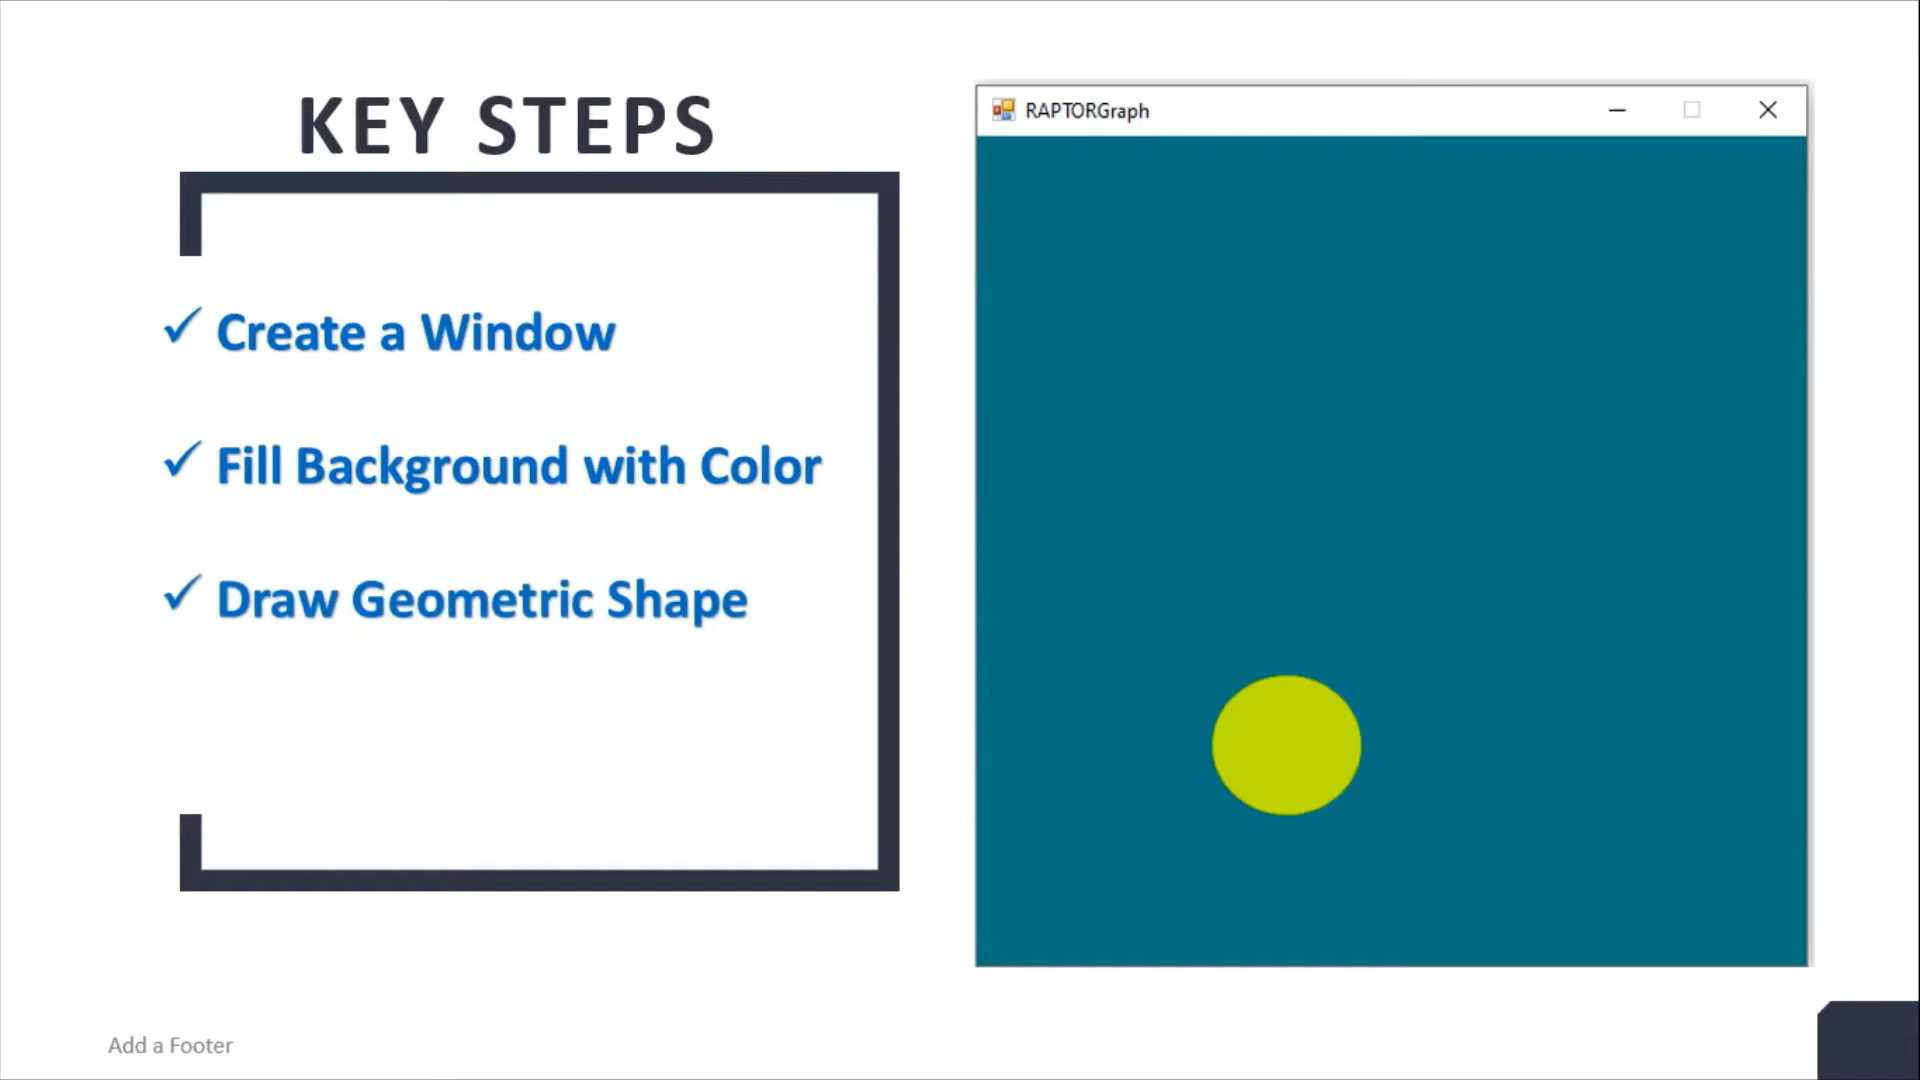 KEY STEPS
✓ Create a Window
✓ Fill Background with Color
✓ Draw Geometric Shape
RAPTORGraph
Add a Footer